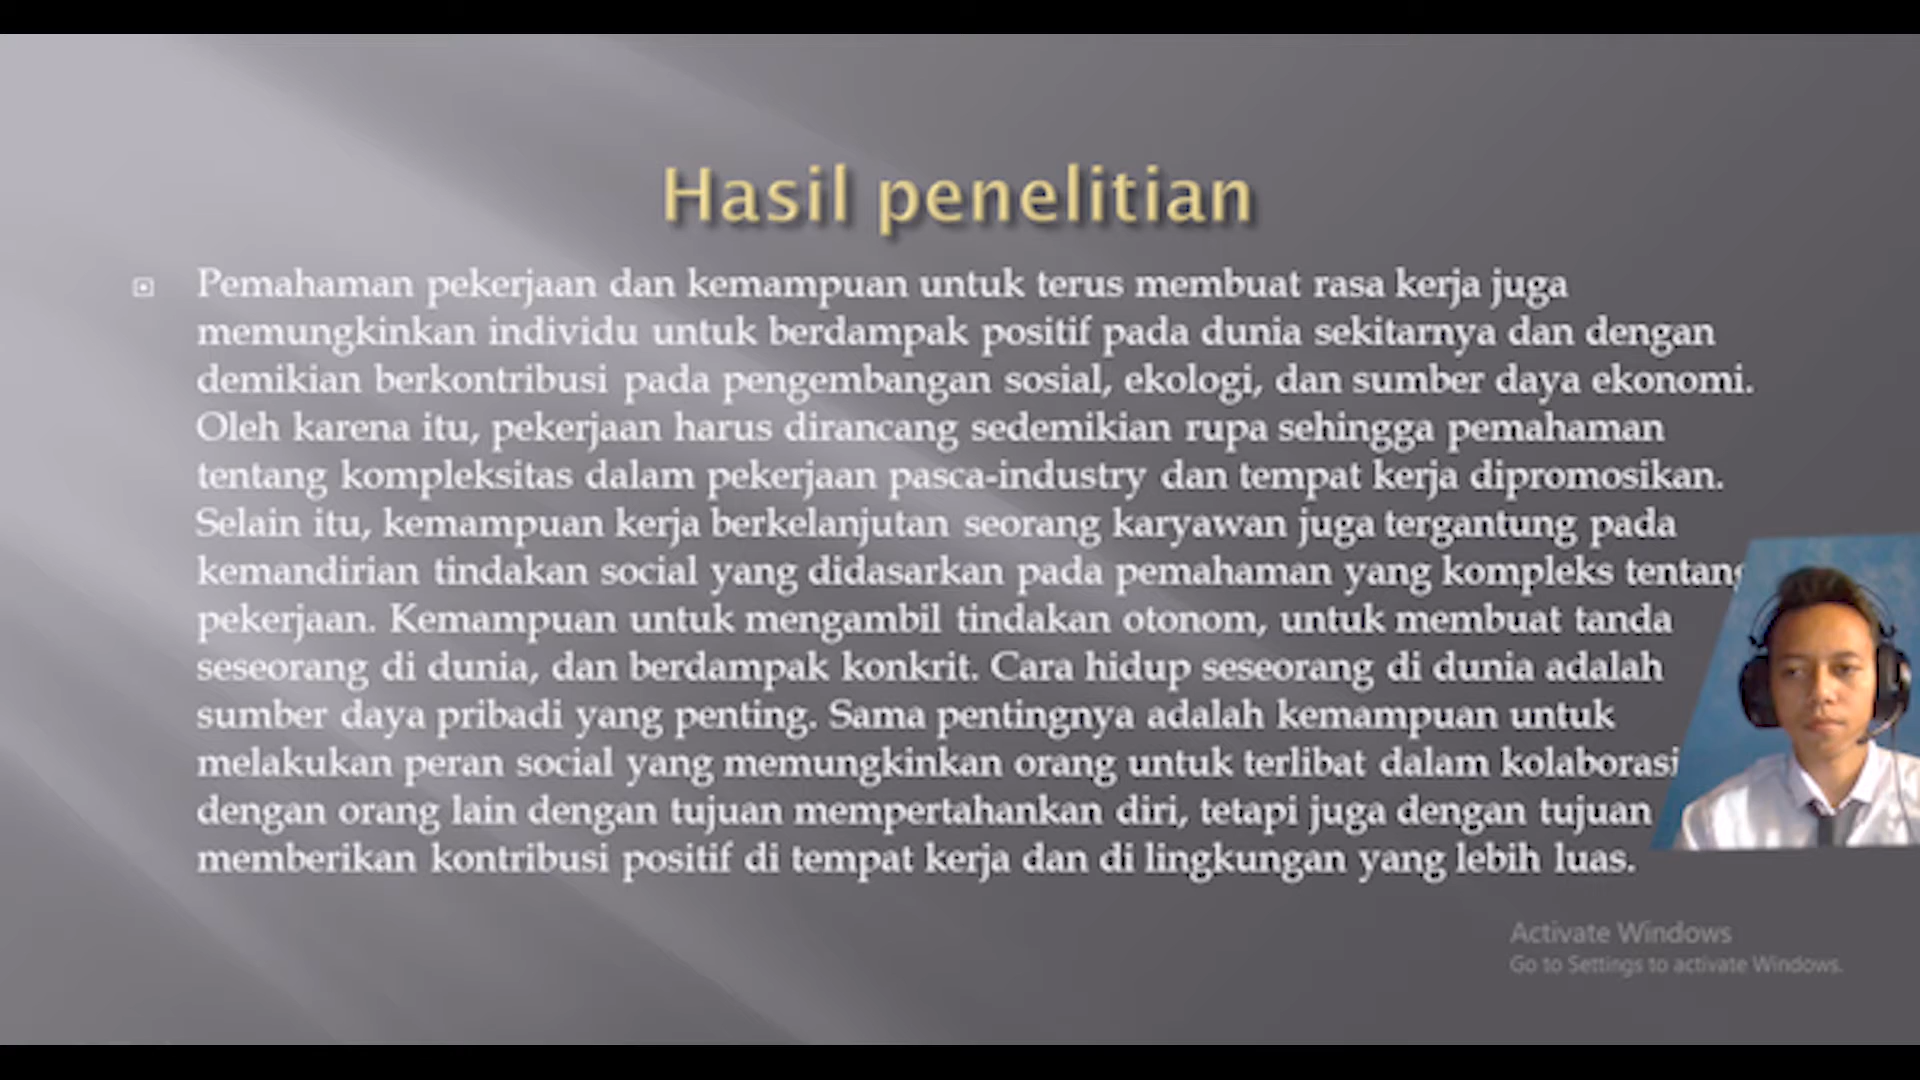 Hasil penelitian
Pemahaman pekerjaan dan kemampuan untuk terus membuat rasa kerja juga
memungkinkan individu untuk berdampak positif pada dunia sekitarnya dan dengan
demikian berkontribusi pada pengembangan sosial, ekologi, dan sumber daya ekonomi.
Oleh karena itu, pekerjaan harus dirancang sedemikian rupa sehingga pemahaman
tentang kompleksitas dalam pekerjaan pasca-industry dan tempat kerja dipromosikan.
Selain itu, kemampuan kerja berkelanjutan seorang karyawan juga tergantung pada
kemandirian tindakan social yang didasarkan pada pemahaman yang kompleks tentang
pekerjaan. Kemampuan untuk mengambil tindakan otonom, untuk membuat tanda
seseorang di dunia, dan berdampak konkrit. Cara hidup seseorang di dunia adalah
sumber daya pribadi yang penting. Sama pentingnya adalah kemampuan untuk
melakukan peran social yang memungkinkan orang untuk terlibat dalam kolaborasi
dengan orang lain dengan tujuan mempertahankan diri, tetapi juga dengan tujuan
memberikan kontribusi positif di tempat kerja dan di lingkungan yang lebih luas.
Activate Windows
Go to Settings to activate Windows.